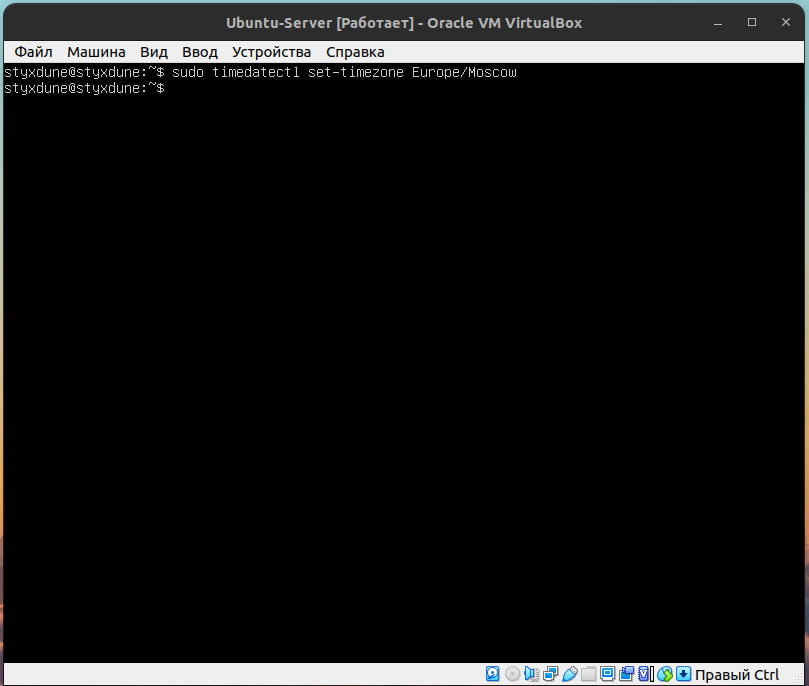 Ubuntu-Server [Работает] - Oracle VM VirtualBox
Файл Машина Вид Ввод Устройства Справка
styxdune@styxdune:~$ sudo timedatectl set-timezone Europe/Moscow
styxdune@styxdune:~$
Правый Ctrl